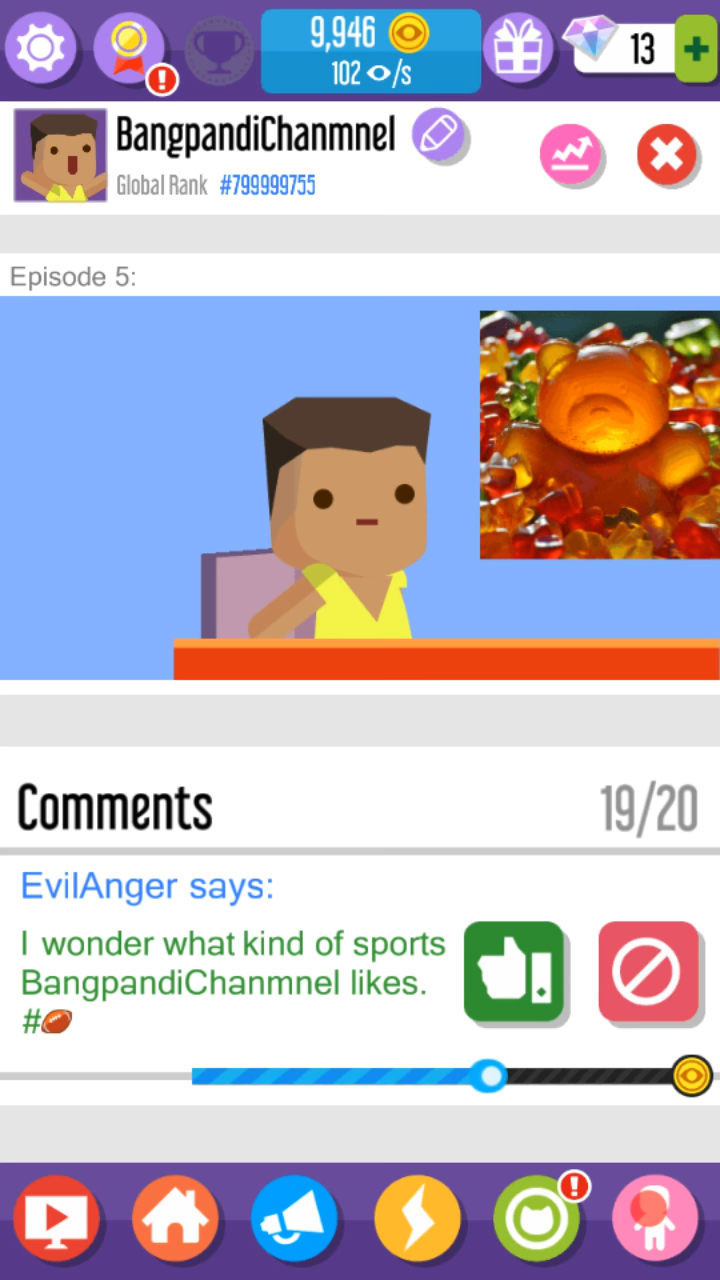 9,946
102 /s
13
BangpandiChanmnel
Global Rank #799999755
Episode 5:
Comments 19/20
EvilAnger says:
I wonder what kind of sports
BangpandiChanmnel likes.
#🏈